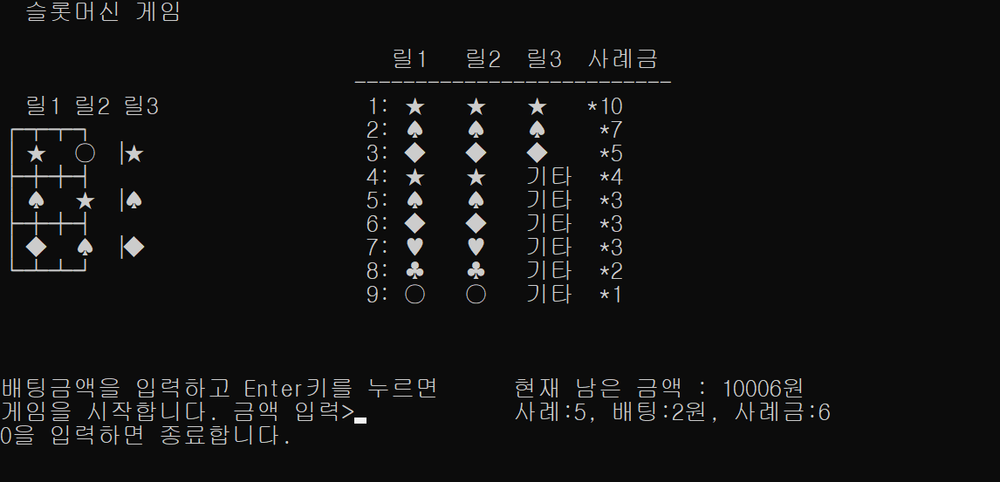 슬롯머신 게임
릴1 릴2 릴3 사례금
--------------------------
릴1 릴2 릴3
1: ★ ★ ★ *10
2: ♠ ♠ ♠ *7
★ ○ |★
3: ◆ ◆ ◆ *5
4: ★ ★ 기타 *4
♠ ★ |♠
5: ♠ ♠ 기타 *3
6: ◆ ◆ 기타 *3
◆ ♠ |◆
7: ♥ ♥ 기타 *3
8: ♣ ♣ 기타 *2
9: ○ ○ 기타 *1
배팅금액을 입력하고 Enter키를 누르면
게임을 시작합니다. 금액 입력>
0을 입력하면 종료합니다.
현재 남은 금액 : 10006원
사례:5, 배팅:2원, 사례금:6